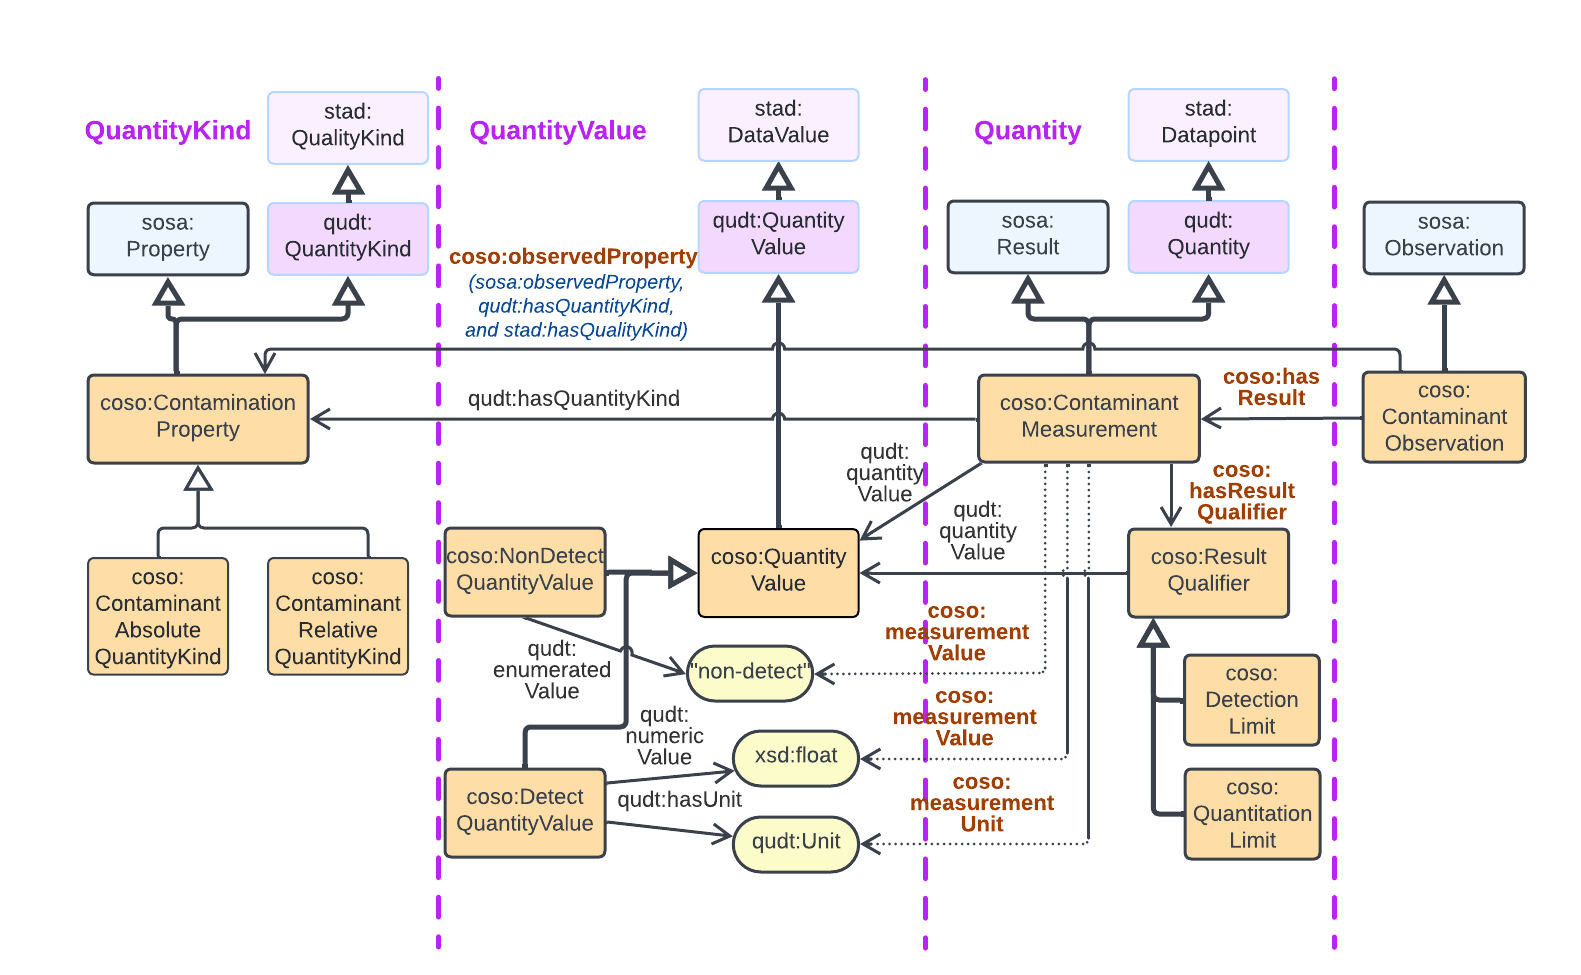 QuantityKind
stad:
QualityKind
QuantityValue
stad:
DataValue
Quantity
stad:
Datapoint
sosa:
Property
qudt:
QuantityKind
qudt:Quantity
Value
sosa:
Result
qudt:
Quantity
sosa:
Observation
coso:observedProperty
(sosa:observedProperty,
qudt:hasQuantityKind,
and stad:hasQualityKind)
coso:Contamination
Property
qudt:hasQuantityKind
coso:Contaminant
Measurement
coso:has
Result
coso:
Contaminant
Observation
qudt:
quantity
Value
coso:
hasResult
Qualifier
qudt:
quantity
Value
coso:
Contaminant
Absolute
QuantityKind
coso:
Contaminant
Relative
QuantityKind
coso:NonDetect
QuantityValue
coso:Quantity
Value
coso:Result
Qualifier
qudt:
enumerated
Value
"non-detect"
coso:
measurement
Value
coso:
Detection
Limit
qudt:
numeric
Value
xsd:float
coso:
measurement
Value
coso:Detect
QuantityValue
qudt:hasUnit
qudt:Unit
coso:
measurement
Unit
coso:
Quantitation
Limit